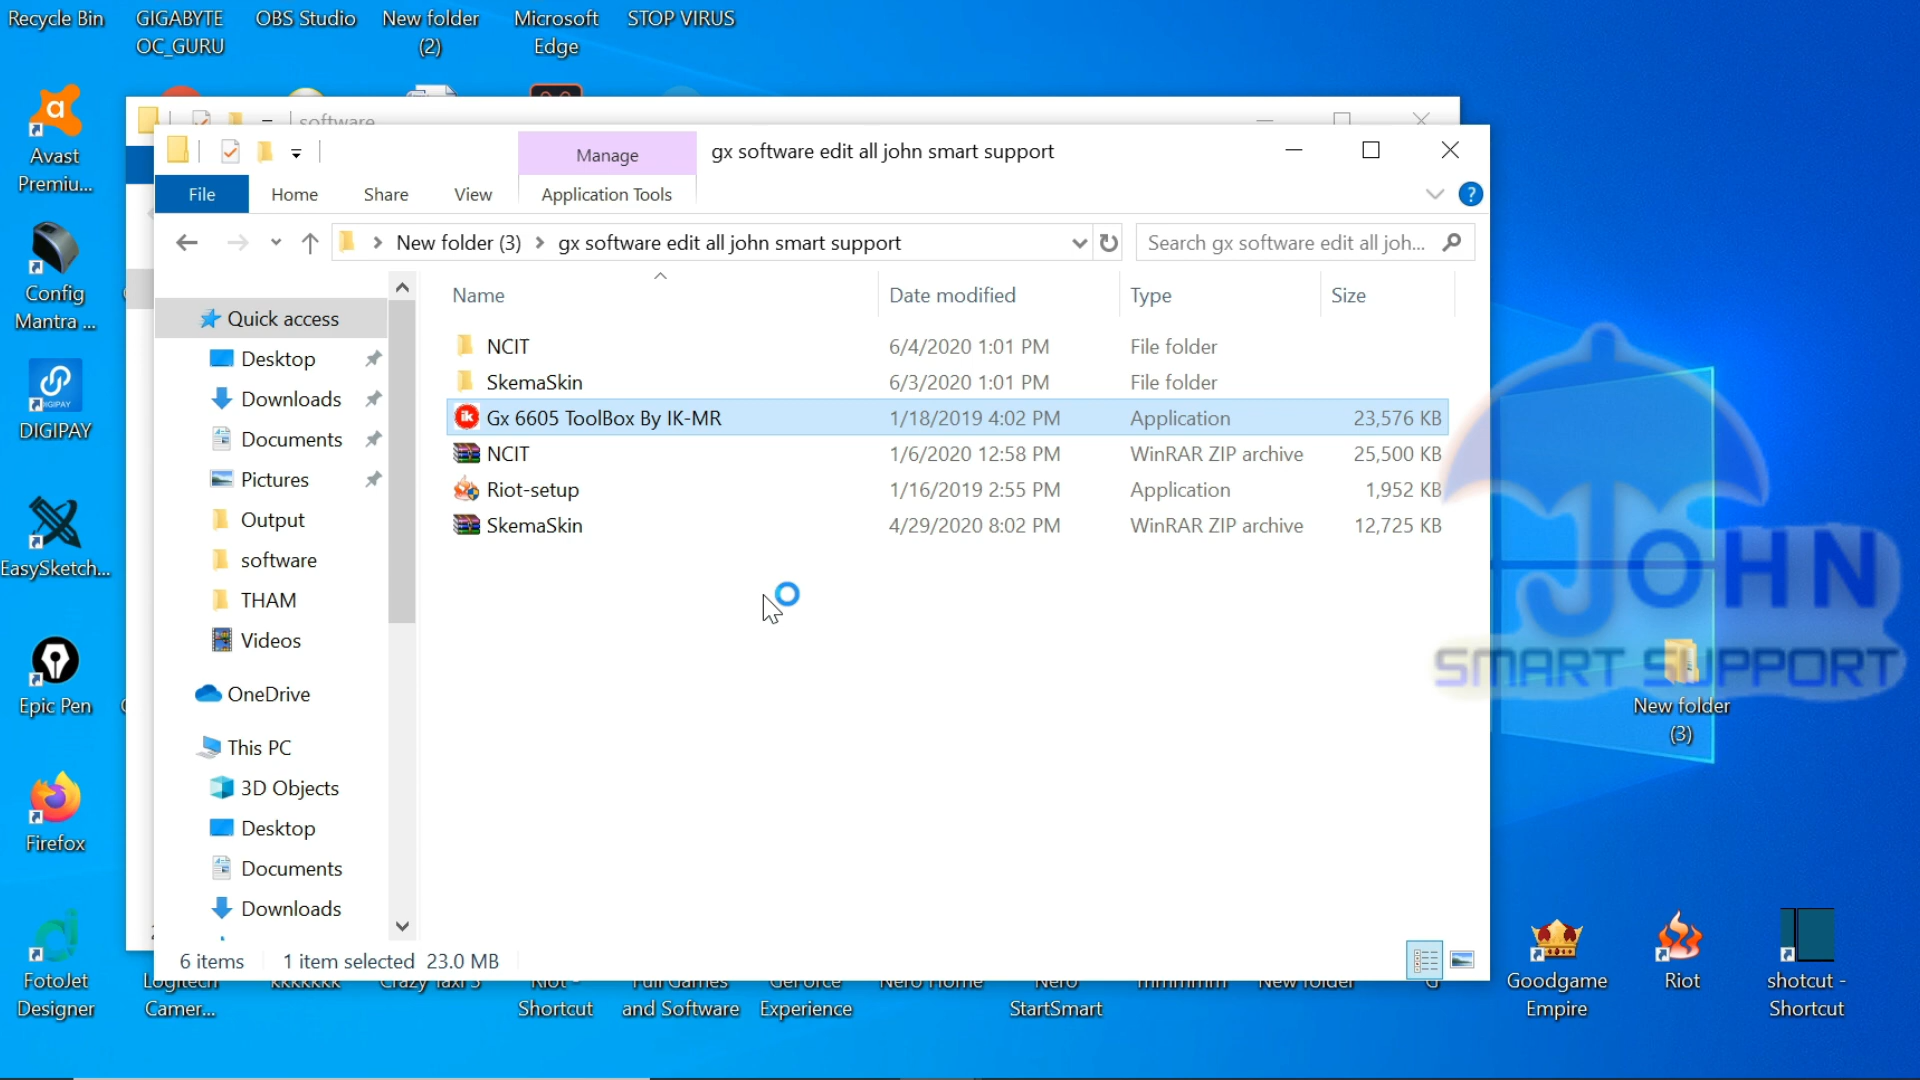 Recycle Bin
GIGABYTE
OC_GURU
OBS Studio
New folder
(2)
Microsoft
Edge
STOP VIRUS
software
Manage
gx software edit all john smart support
File
Home
Share
View
Application Tools
New folder (3)
gx software edit all john smart support
Search gx software edit all joh...
Name
Date modified
Type
Size
NCIT
6/4/2020 1:01 PM
File folder
SkemaSkin
6/3/2020 1:01 PM
File folder
Gx 6605 ToolBox By IK-MR
1/18/2019 4:02 PM
Application
23,576 KB
NCIT
1/6/2020 12:58 PM
WinRAR ZIP archive
25,500 KB
Riot-setup
1/16/2019 2:55 PM
Application
1,952 KB
SkemaSkin
4/29/2020 8:02 PM
WinRAR ZIP archive
12,725 KB
Quick access
Desktop
Downloads
Documents
Pictures
Output
software
THAM
Videos
OneDrive
This PC
3D Objects
Desktop
Documents
Downloads
6 items
1 item selected 23.0 MB
Avast
Premiu...
Config
Mantra ...
DIGIPAY
DIGIPAY
EasySketch...
Epic Pen
Firefox
FotoJet
Designer
Logitech
Camer...
kkkkkkk
Crazy Taxi 3
Riot -
Shortcut
Full Games
and Software
GeForce
Experience
Nero Home
Nero
StartSmart
New folder
G
JOHN
SMART SUPPORT
New folder
(3)
Goodgame
Empire
Riot
shotcut -
Shortcut